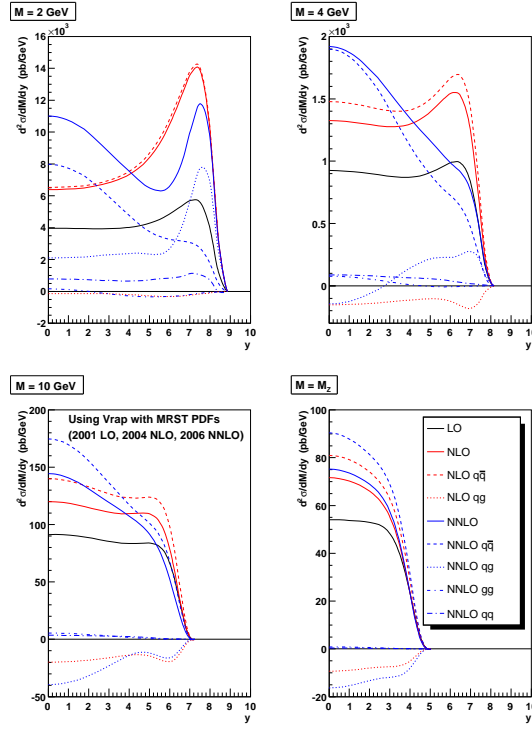 M = 2 GeV
×10³
d²σ/dM/dy (pb/GeV)
16
14
12
10
8
6
4
2
0
-2
0 1 2 3 4 5 6 7 8 9 10
y
M = 4 GeV
×10³
d²σ/dM/dy (pb/GeV)
2
1.5
1
0.5
0
0 1 2 3 4 5 6 7 8 9 10
y
M = 10 GeV
d²σ/dM/dy (pb/GeV)
200
150
100
50
0
-50
Using Vrap with MRST PDFs
(2001 LO, 2004 NLO, 2006 NNLO)
0 1 2 3 4 5 6 7 8 9 10
y
M = M_Z
d²σ/dM/dy (pb/GeV)
100
80
60
40
20
0
-20
LO
NLO
NLO qq̅
NLO qg
NNLO
NNLO qq̅
NNLO qg
NNLO gg
NNLO qq
0 1 2 3 4 5 6 7 8 9 10
y